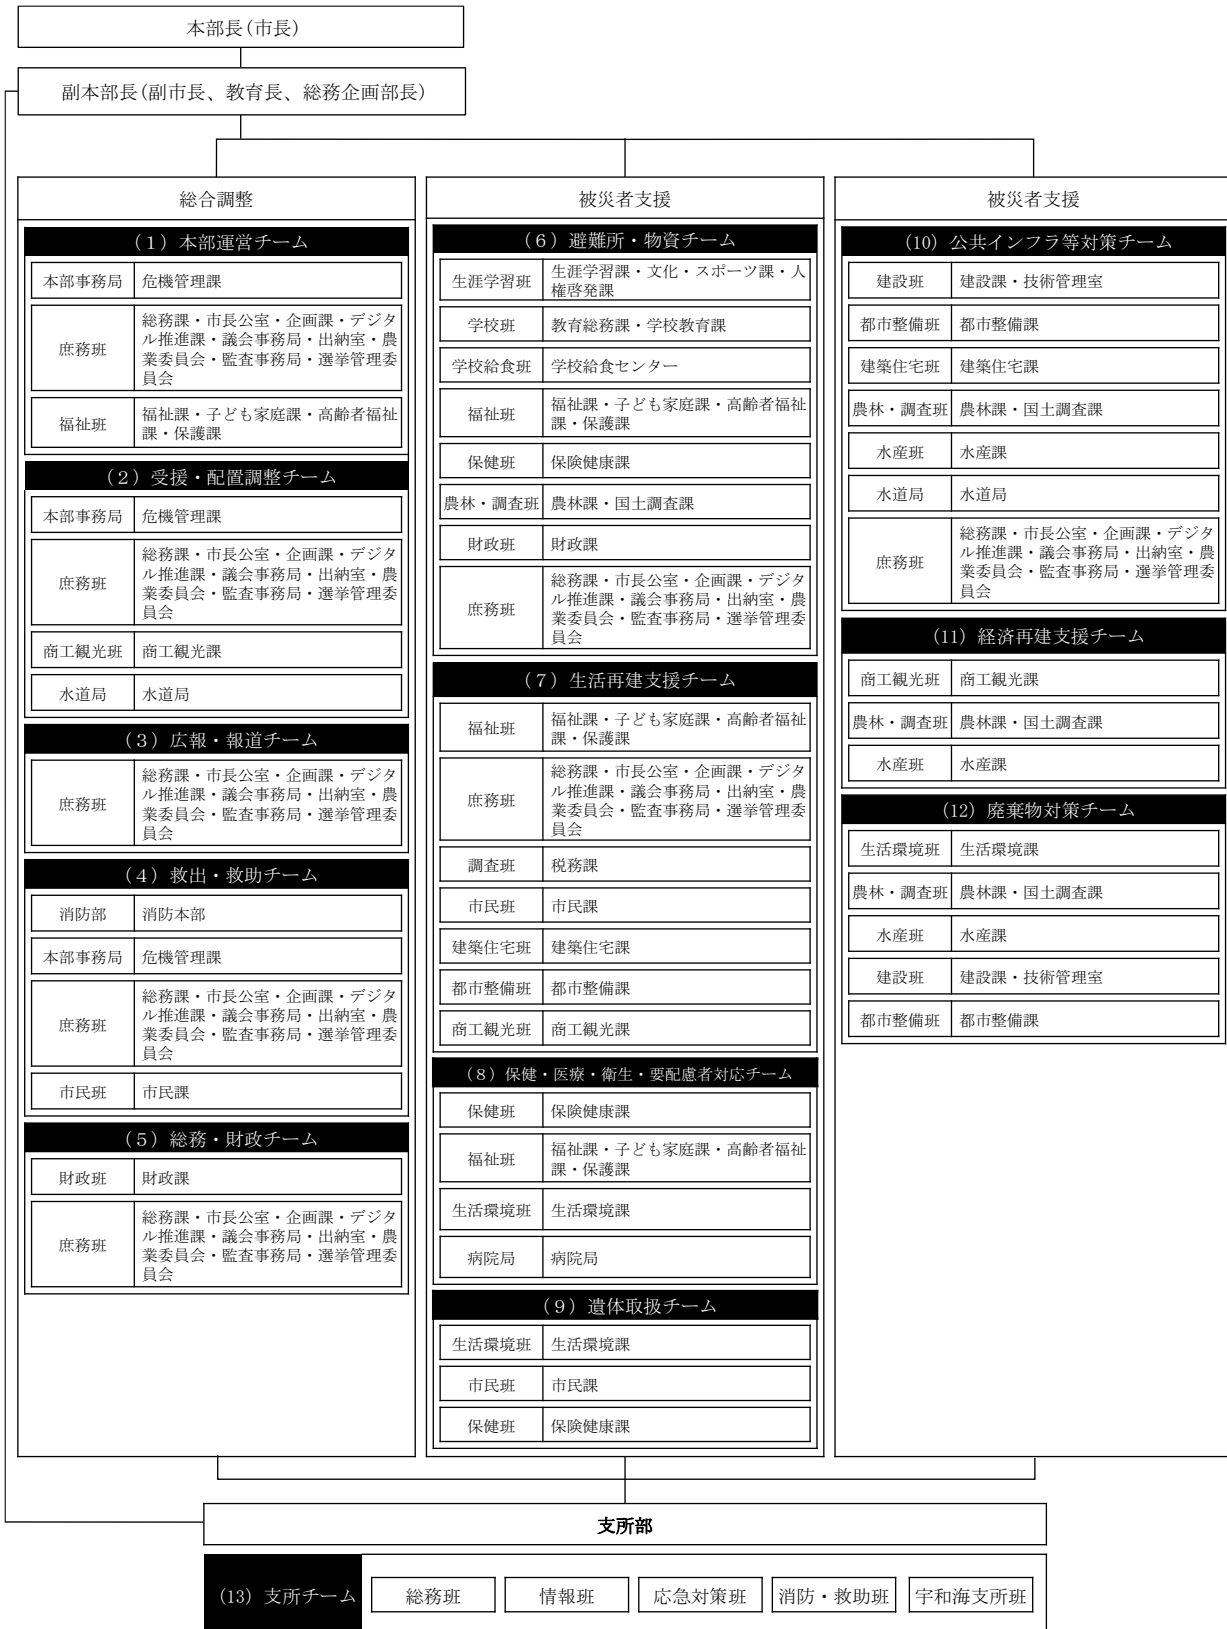 本部長(市長)
副本部長(副市長、教育長、総務企画部長)
総合調整
(1)本部運営チーム
本部事務局
危機管理課
庶務班
総務課・市長公室・企画課・デジタ
ル推進課・議会事務局・出納室・農
業委員会・監査事務局・選挙管理委
員会
福祉班
福祉課・子ども家庭課・高齢者福祉
課・保護課
(2)受援・配置調整チーム
本部事務局
危機管理課
庶務班
総務課・市長公室・企画課・デジタ
ル推進課・議会事務局・出納室・農
業委員会・監査事務局・選挙管理委
員会
商工観光班
商工観光課
水道局
水道局
(3)広報・報道チーム
庶務班
総務課・市長公室・企画課・デジタ
ル推進課・議会事務局・出納室・農
業委員会・監査事務局・選挙管理委
員会
(4)救出・救助チーム
消防部
消防本部
本部事務局
危機管理課
庶務班
総務課・市長公室・企画課・デジタ
ル推進課・議会事務局・出納室・農
業委員会・監査事務局・選挙管理委
員会
市民班
市民課
(5)総務・財政チーム
財政班
財政課
庶務班
総務課・市長公室・企画課・デジタ
ル推進課・議会事務局・出納室・農
業委員会・監査事務局・選挙管理委
員会
被災者支援
(6)避難所・物資チーム
生涯学習班
生涯学習課・文化・スポーツ課・人
権啓発課
学校班
教育総務課・学校教育課
学校給食班
学校給食センター
福祉班
福祉課・子ども家庭課・高齢者福祉
課・保護課
保健班
保険健康課
農林・調査班
農林課・国土調査課
財政班
財政課
庶務班
総務課・市長公室・企画課・デジタ
ル推進課・議会事務局・出納室・農
業委員会・監査事務局・選挙管理委
員会
(7)生活再建支援チーム
福祉班
福祉課・子ども家庭課・高齢者福祉
課・保護課
庶務班
総務課・市長公室・企画課・デジタ
ル推進課・議会事務局・出納室・農
業委員会・監査事務局・選挙管理委
員会
調査班
税務課
市民班
市民課
建築住宅班
建築住宅課
都市整備班
都市整備課
商工観光班
商工観光課
(8)保健・医療・衛生・要配慮者対応チーム
保健班
保険健康課
福祉班
福祉課・子ども家庭課・高齢者福祉
課・保護課
生活環境班
生活環境課
病院局
病院局
(9)遺体取扱チーム
生活環境班
生活環境課
市民班
市民課
保健班
保険健康課
被災者支援
(10)公共インフラ等対策チーム
建設班
建設課・技術管理室
都市整備班
都市整備課
建築住宅班
建築住宅課
農林・調査班
農林課・国土調査課
水産班
水産課
水道局
水道局
庶務班
総務課・市長公室・企画課・デジタ
ル推進課・議会事務局・出納室・農
業委員会・監査事務局・選挙管理委
員会
(11)経済再建支援チーム
商工観光班
商工観光課
農林・調査班
農林課・国土調査課
水産班
水産課
(12)廃棄物対策チーム
生活環境班
生活環境課
農林・調査班
農林課・国土調査課
水産班
水産課
建設班
建設課・技術管理室
都市整備班
都市整備課
支所部
(13)支所チーム
総務班
情報班
応急対策班
消防・救助班
宇和海支所班